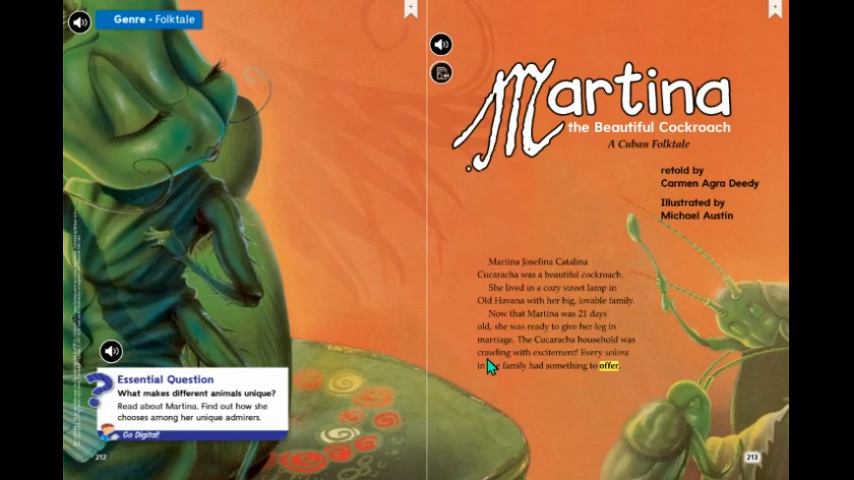 Genre • Folktale
Essential Question
What makes different animals unique?
Read about Martina. Find out how she
chooses among her unique admirers.
Go Digital!
212
Martina
the Beautiful Cockroach
A Cuban Folktale
retold by
Carmen Agra Deedy
Illustrated by
Michael Austin
Martina Josefina Catalina
Cucaracha was a beautiful cockroach.
She lived in a cozy street lamp in
Old Havana with her big, lovable family.
Now that Martina was 21 days
old, she was ready to give her leg in
marriage. The Cucaracha household was
crawling with excitement! Every señora
in family had something to offer.
213